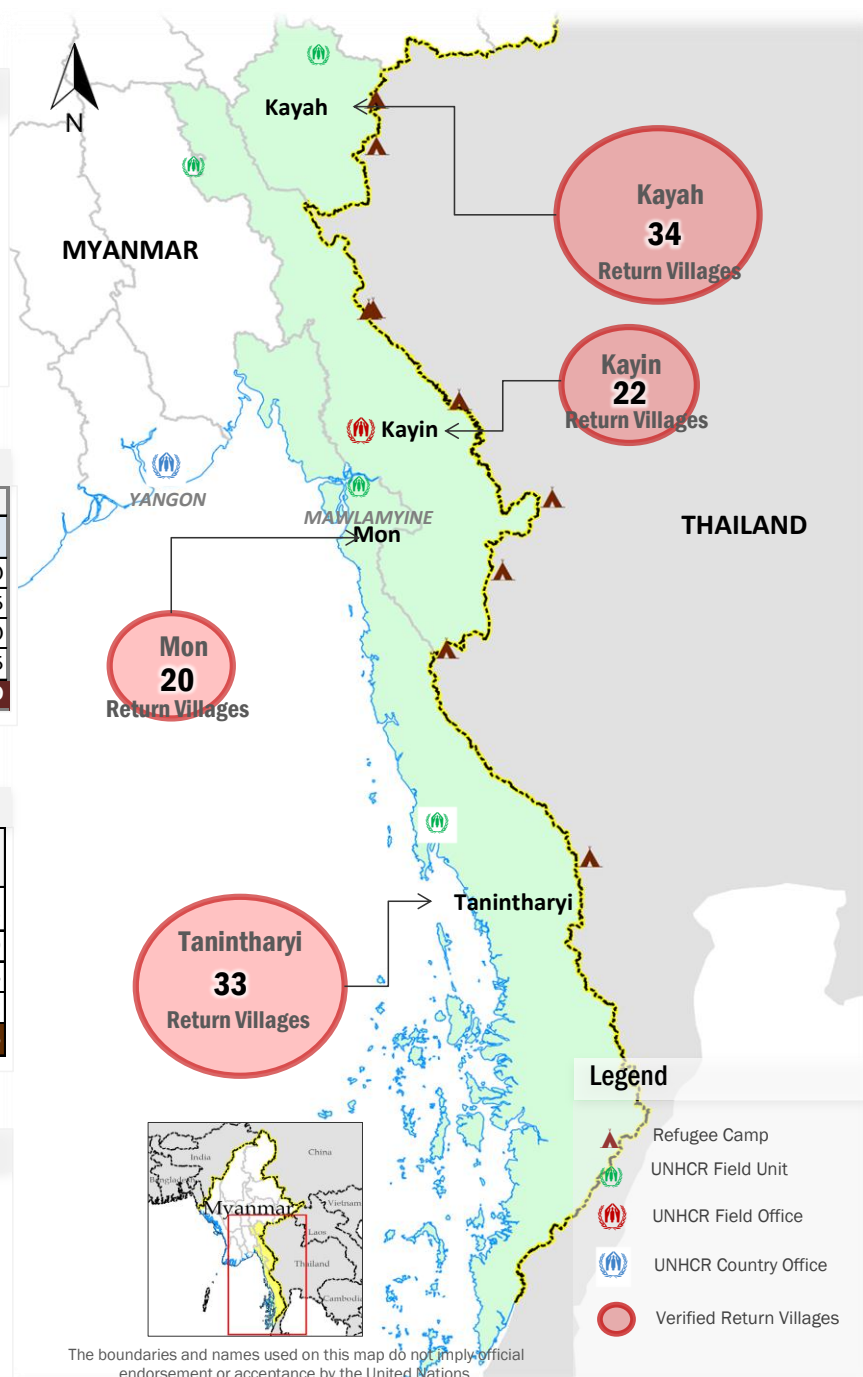 N
Kayah
MYANMAR
Kayah
34
Return Villages
Kayin
22
Return Villages
Kayin
YANGON
MAWLAMYINE
Mon
THAILAND
Mon
20
Return Villages
Tanintharyi
Tanintharyi
33
Return Villages
Legend
Refugee Camp
UNHCR Field Unit
UNHCR Field Office
UNHCR Country Office
Verified Return Villages
China
India
Bangladesh
Myanmar
Vietnam
Laos
Thailand
Cambodia
The boundaries and names used on this map do not imply official
endorsement or acceptance by the United Nations